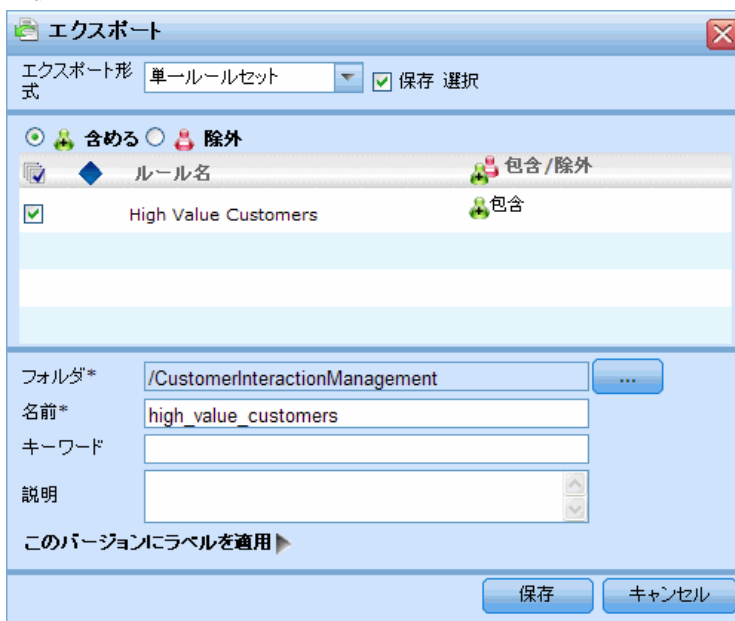 エクスポート
エクスポート形式 単一ルールセット 保存 選択
含める 除外
ルール名 包含/除外
High Value Customers 包含
フォルダ* /CustomerInteractionManagement ...
名前* high_value_customers
キーワード
説明
このバージョンにラベルを適用
保存 キャンセル